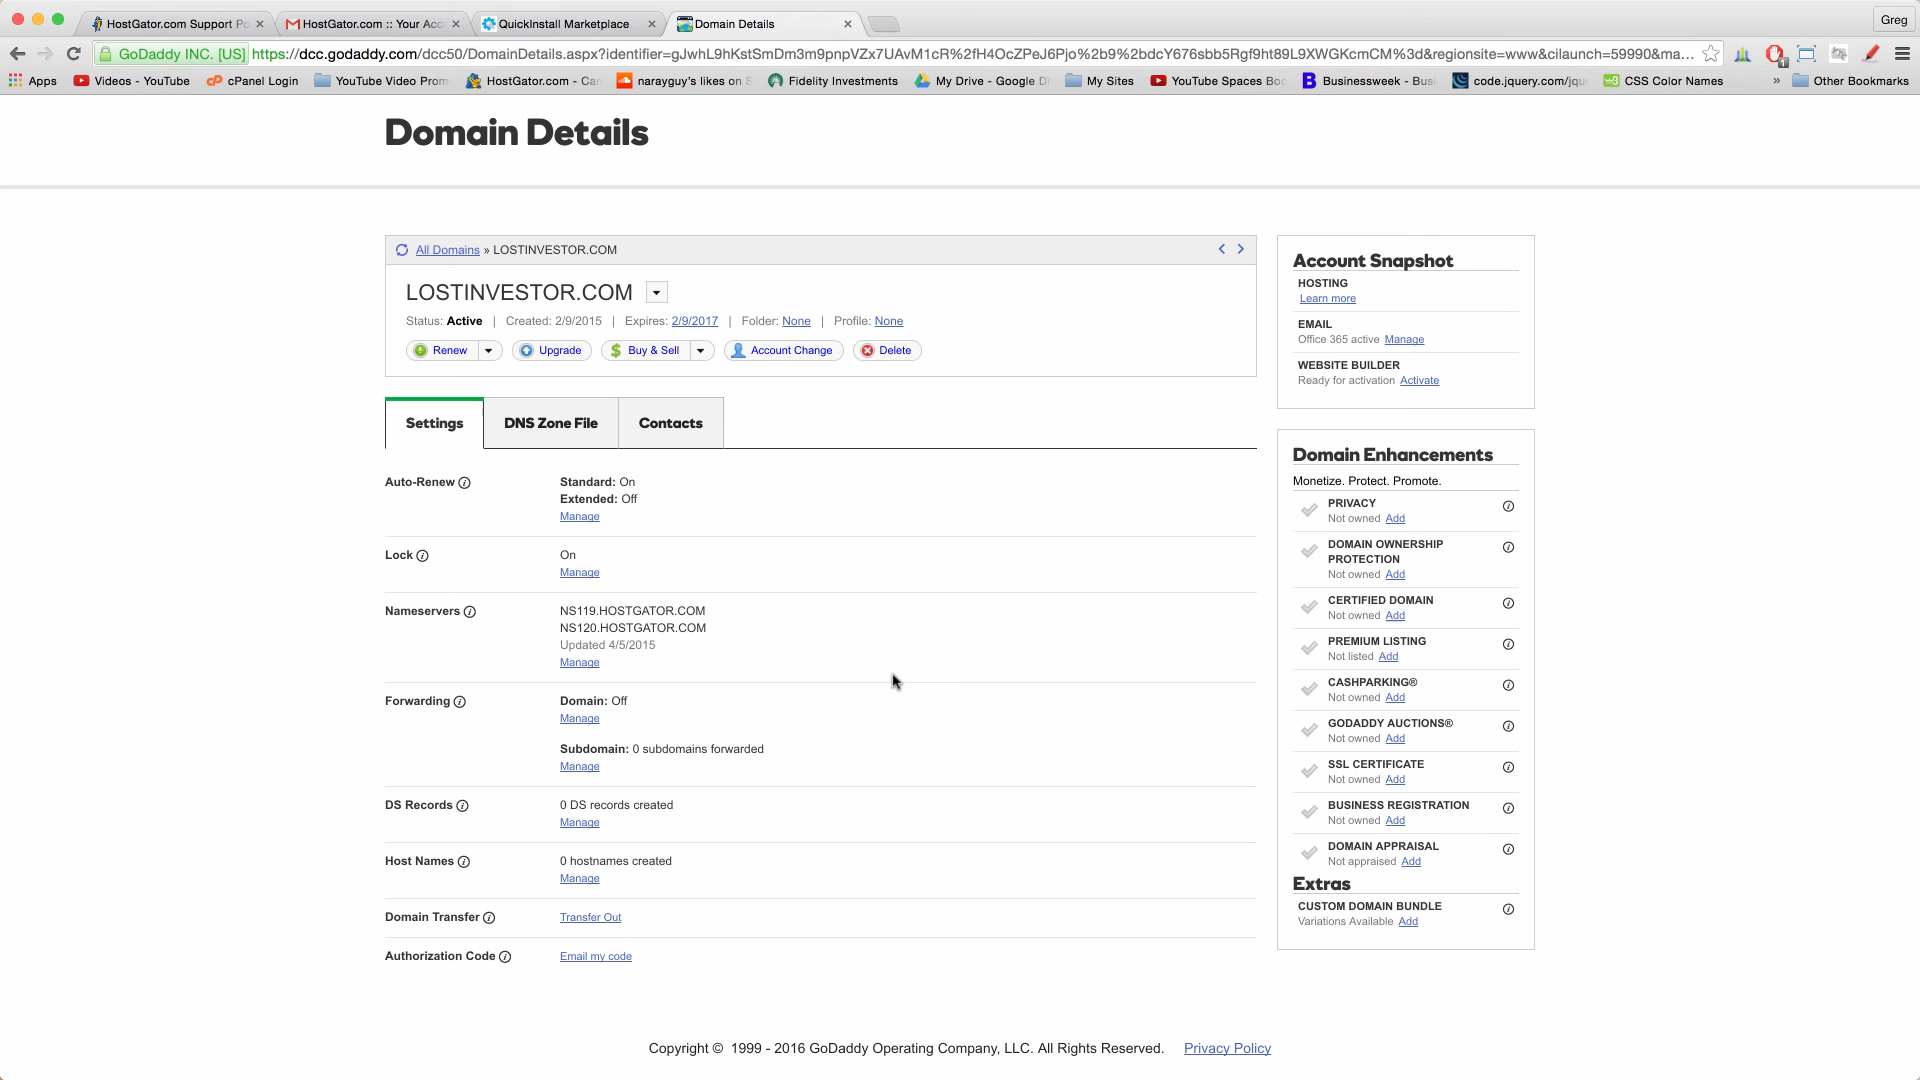 HostGator.com Support Po
HostGator.com :: Your Acc
QuickInstall Marketplace
Domain Details
Greg
GoDaddy INC. [US]
https://dcc.godaddy.com/dcc50/DomainDetails.aspx?identifier=gJwhL9hKstSmDm3m9pnpVZx7UAvM1cR%2fH4OcZPeJ6Pjo%2b9%2bdcY676sbb5Rgf9ht89L9XWGKcmCM%3d&regionsite=www&cilaunch=59990&ma...
Apps
Videos - YouTube
cPanel Login
YouTube Video Prom
HostGator.com - Can
narayguy's likes on S
Fidelity Investments
My Drive - Google Dr
My Sites
YouTube Spaces Boo
Businessweek - Busi
code.jquery.com/jqu
CSS Color Names
»
Other Bookmarks
Domain Details
All Domains » LOSTINVESTOR.COM
LOSTINVESTOR.COM
Status: Active | Created: 2/9/2015 | Expires: 2/9/2017 | Folder: None | Profile: None
Renew
Upgrade
Buy & Sell
Account Change
Delete
Settings
DNS Zone File
Contacts
Auto-Renew
Standard: On
Extended: Off
Manage
Lock
On
Manage
Nameservers
NS119.HOSTGATOR.COM
NS120.HOSTGATOR.COM
Updated 4/5/2015
Manage
Forwarding
Domain: Off
Manage
Subdomain: 0 subdomains forwarded
Manage
DS Records
0 DS records created
Manage
Host Names
0 hostnames created
Manage
Domain Transfer
Transfer Out
Authorization Code
Email my code
Account Snapshot
HOSTING
Learn more
EMAIL
Office 365 active Manage
WEBSITE BUILDER
Ready for activation Activate
Domain Enhancements
Monetize. Protect. Promote.
PRIVACY
Not owned Add
DOMAIN OWNERSHIP
PROTECTION
Not owned Add
CERTIFIED DOMAIN
Not owned Add
PREMIUM LISTING
Not listed Add
CASHPARKING®
Not owned Add
GODADDY AUCTIONS®
Not owned Add
SSL CERTIFICATE
Not owned Add
BUSINESS REGISTRATION
Not owned Add
DOMAIN APPRAISAL
Not appraised Add
Extras
CUSTOM DOMAIN BUNDLE
Variations Available Add
Copyright © 1999 - 2016 GoDaddy Operating Company, LLC. All Rights Reserved. Privacy Policy